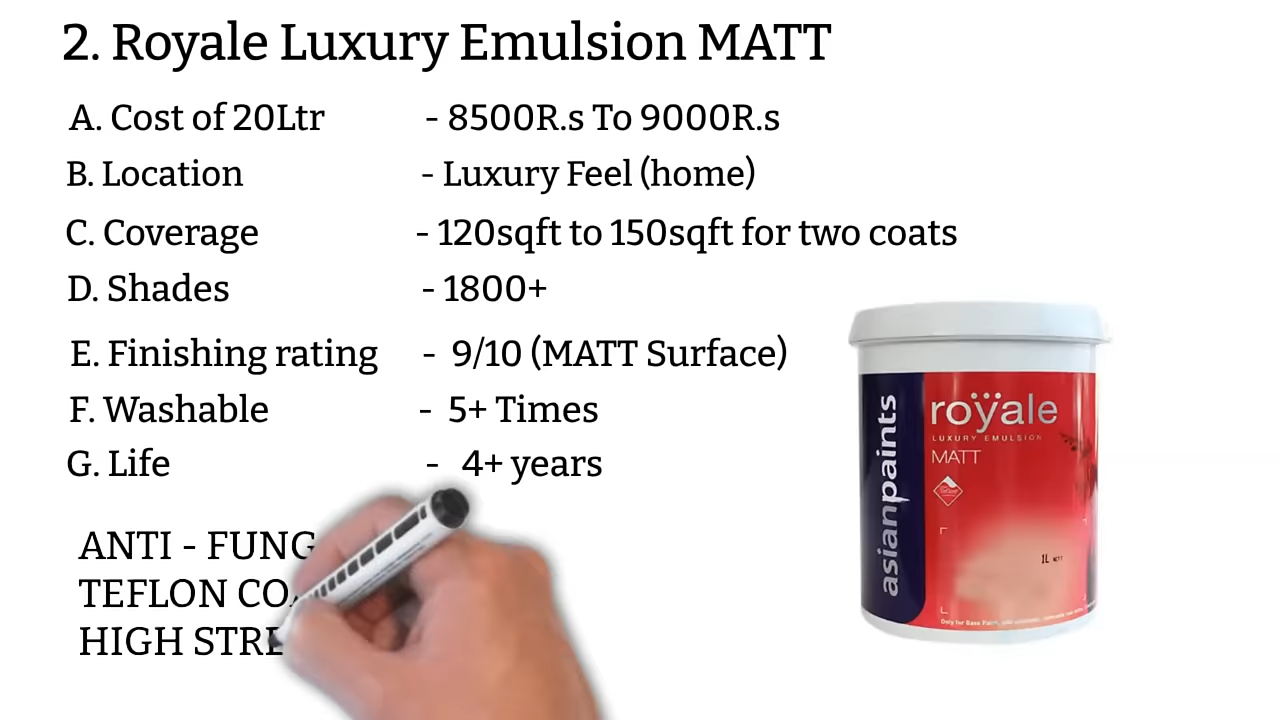 2. Royale Luxury Emulsion MATT
A. Cost of 20Ltr - 8500R.s To 9000R.s
B. Location - Luxury Feel (home)
C. Coverage - 120sqft to 150sqft for two coats
D. Shades - 1800+
E. Finishing rating - 9/10 (MATT Surface)
F. Washable - 5+ Times
G. Life - 4+ years
ANTI - FUNG
TEFLON CO
HIGH STRE
asianpaints
royale
LUXURY EMULSION
MATT
1L